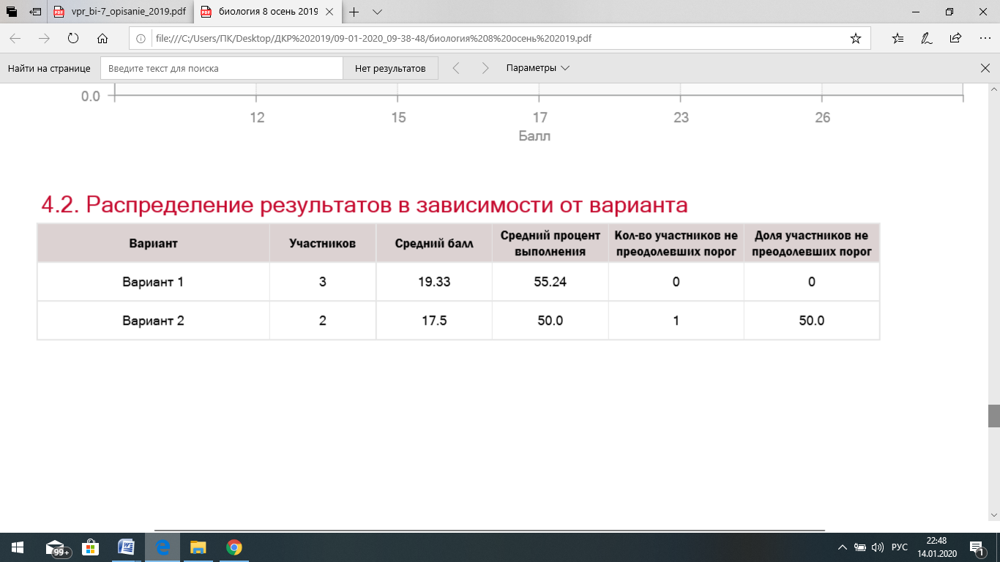 vpr_bi-7_opisanie_2019.pdf
биология 8 осень 2019
file:///C:/Users/ПК/Desktop/ДКР%202019/09-01-2020_09-38-48/биология%208%20осень%202019.pdf
Найти на странице
Введите текст для поиска
Нет результатов
Параметры
0.0
12 15 17 23 26
Балл
4.2. Распределение результатов в зависимости от варианта
Вариант Участников Средний балл Средний процент выполнения Кол-во участников не преодолевших порог Доля участников не преодолевших порог
Вариант 1 3 19.33 55.24 0 0
Вариант 2 2 17.5 50.0 1 50.0
99+
РУС
22:48
14.01.2020
1